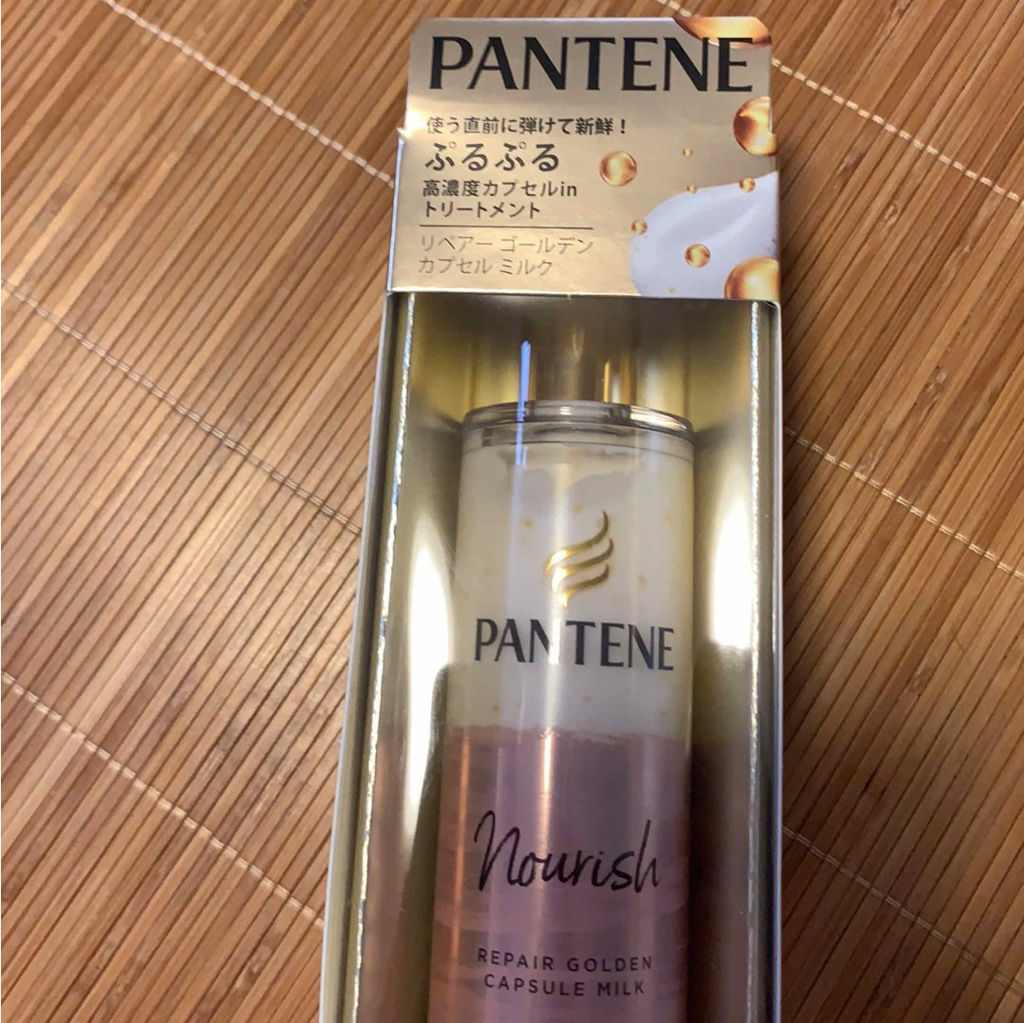 PANTENE
使う直前に弾けて新鮮！
ぷるぷる
高濃度カプセルin
トリートメント
リペアー ゴールデン
カプセル ミルク
PANTENE
Nourish
REPAIR GOLDEN
CAPSULE MILK